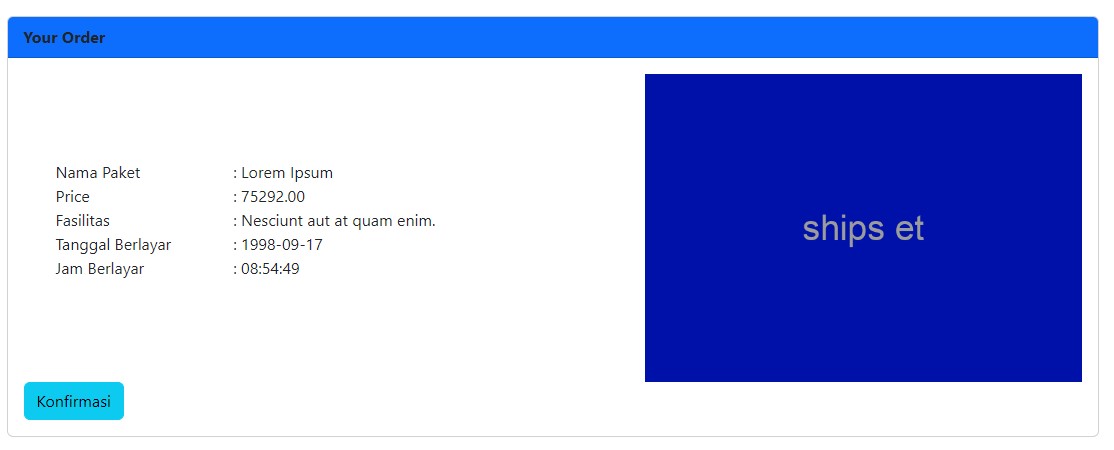 Your Order
Nama Paket : Lorem Ipsum
Price : 75292.00
Fasilitas : Nesciunt aut at quam enim.
Tanggal Berlayar : 1998-09-17
Jam Berlayar : 08:54:49
ships et
Konfirmasi